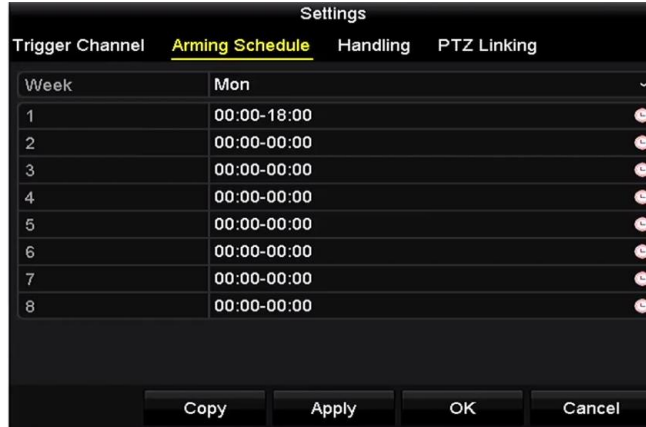 Settings
Trigger Channel Arming Schedule Handling PTZ Linking
Week Mon
1 00:00-18:00
2 00:00-00:00
3 00:00-00:00
4 00:00-00:00
5 00:00-00:00
6 00:00-00:00
7 00:00-00:00
8 00:00-00:00
Copy Apply OK Cancel